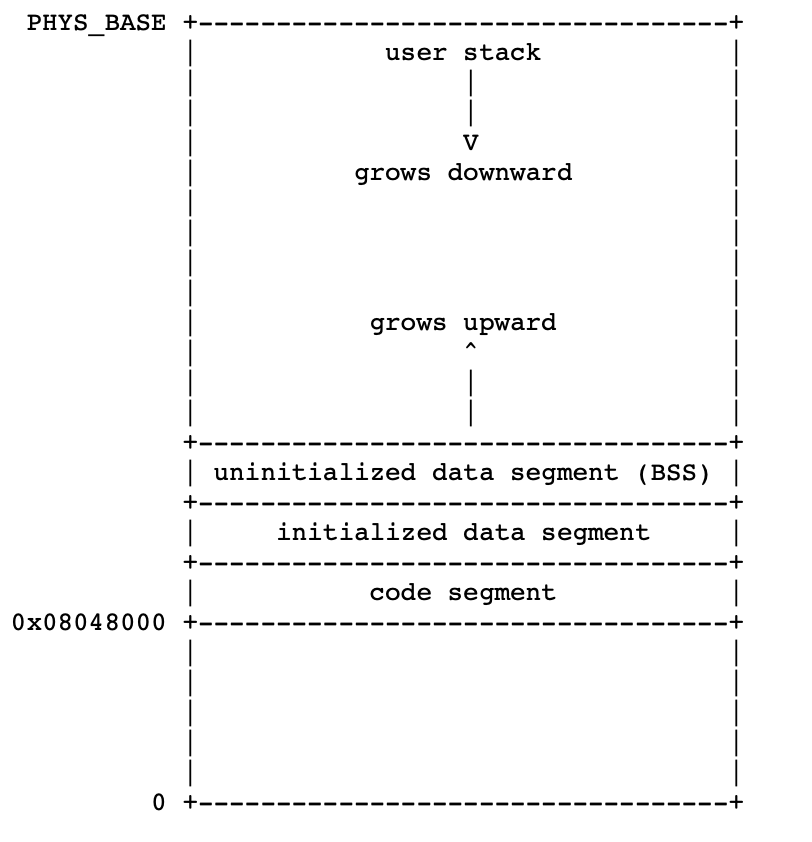 PHYS_BASE +----------------------------------+
| user stack |
| | |
| | |
| V |
| grows downward |
| |
| |
| |
| |
| grows upward |
| ^ |
| | |
| | |
+----------------------------------+
| uninitialized data segment (BSS) |
+----------------------------------+
| initialized data segment |
+----------------------------------+
| code segment |
0x08048000 +----------------------------------+
| |
| |
| |
| |
| |
0 +----------------------------------+